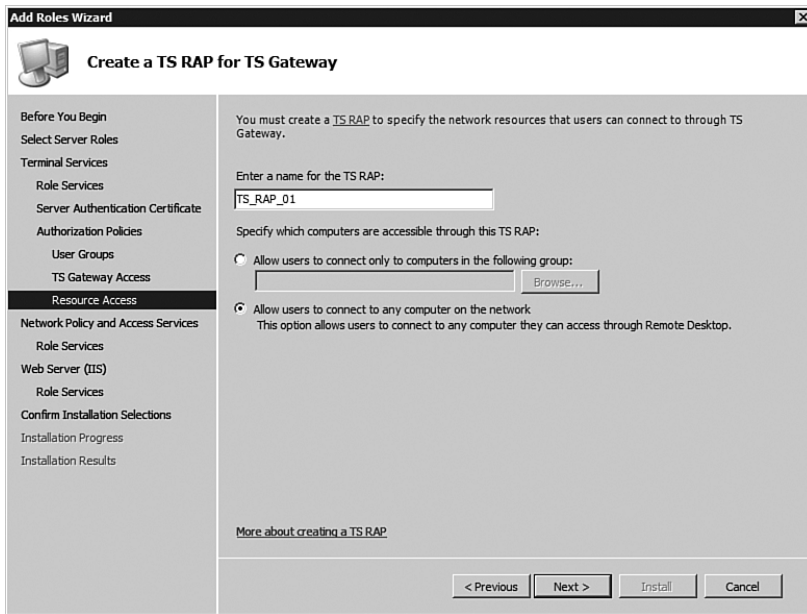 Add Roles Wizard
Create a TS RAP for TS Gateway
Before You Begin
Select Server Roles
Terminal Services
Role Services
Server Authentication Certificate
Authorization Policies
User Groups
TS Gateway Access
Resource Access
Network Policy and Access Services
Role Services
Web Server (IIS)
Role Services
Confirm Installation Selections
Installation Progress
Installation Results
You must create a TS RAP to specify the network resources that users can connect to through TS
Gateway.
Enter a name for the TS RAP:
TS_RAP_01
Specify which computers are accessible through this TS RAP:
Allow users to connect only to computers in the following group:
Browse...
Allow users to connect to any computer on the network
This option allows users to connect to any computer they can access through Remote Desktop.
More about creating a TS RAP
< Previous
Next >
Install
Cancel